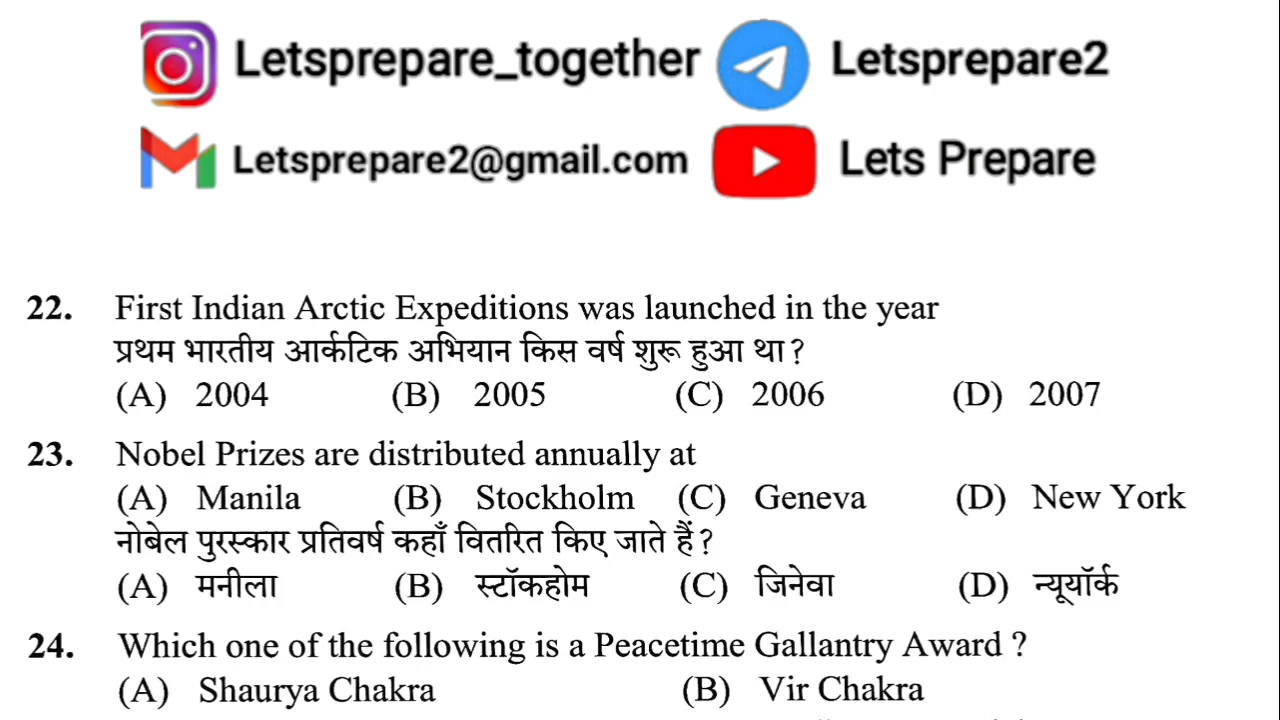 Letsprepare_together Letsprepare2
Letsprepare2@gmail.com Lets Prepare
22. First Indian Arctic Expeditions was launched in the year
प्रथम भारतीय आर्कटिक अभियान किस वर्ष शुरू हुआ था ?
(A) 2004 (B) 2005 (C) 2006 (D) 2007
23. Nobel Prizes are distributed annually at
(A) Manila (B) Stockholm (C) Geneva (D) New York
नोबेल पुरस्कार प्रतिवर्ष कहाँ वितरित किए जाते हैं ?
(A) मनीला (B) स्टॉकहोम (C) जिनेवा (D) न्यूयॉर्क
24. Which one of the following is a Peacetime Gallantry Award ?
(A) Shaurya Chakra (B) Vir Chakra